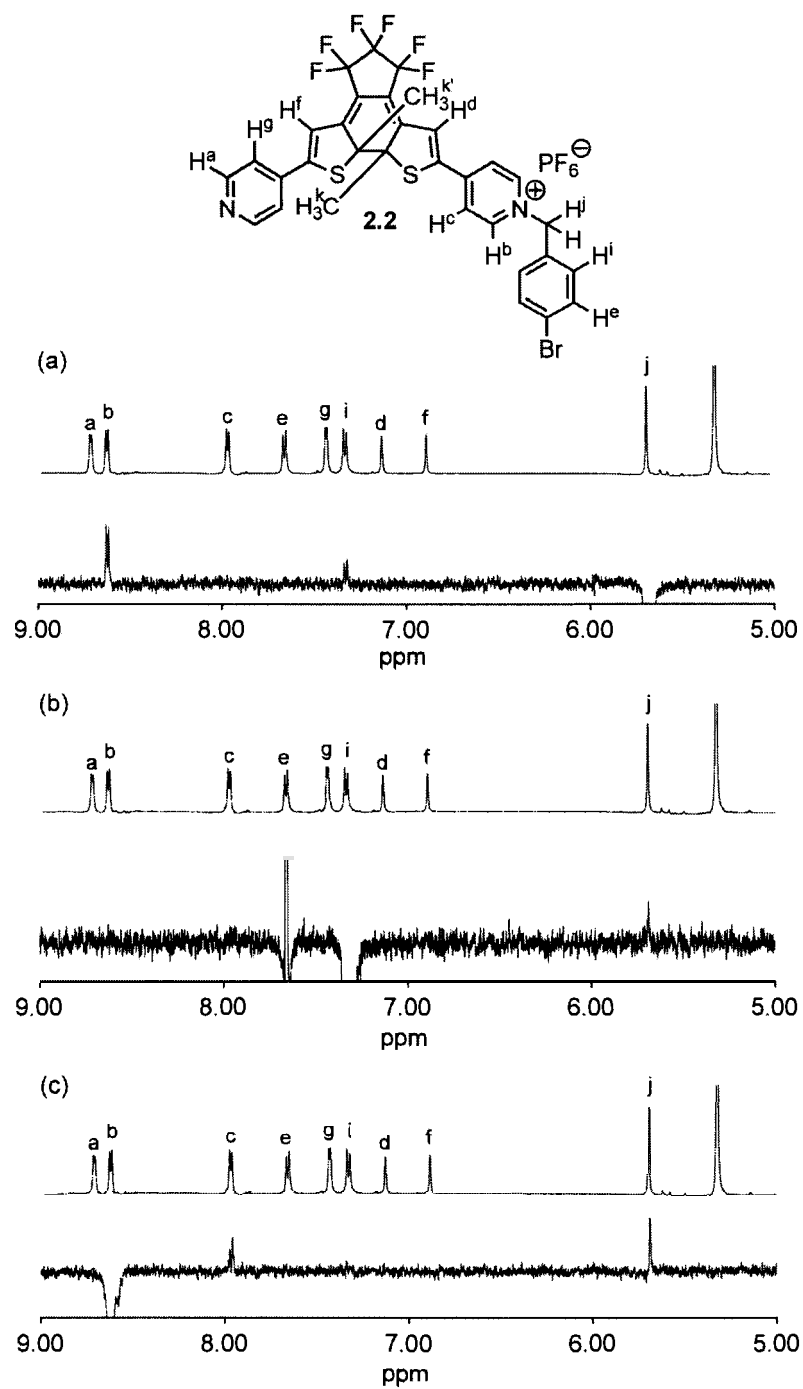 F F F F F F
CH₃ᵏ'
Hᶠ Hᵈ
Hᵍ
Hᵃ
S S
PF₆⊖
N H₃Cᵏ N⊕
2.2
Hᶜ Hʲ
H
Hᵇ Hⁱ
Hᵉ
Br
(a)
a b c e g i d f j
9.00 8.00 7.00 6.00 5.00
ppm
(b)
a b c e g i d f j
9.00 8.00 7.00 6.00 5.00
ppm
(c)
a b c e g i d f j
9.00 8.00 7.00 6.00 5.00
ppm